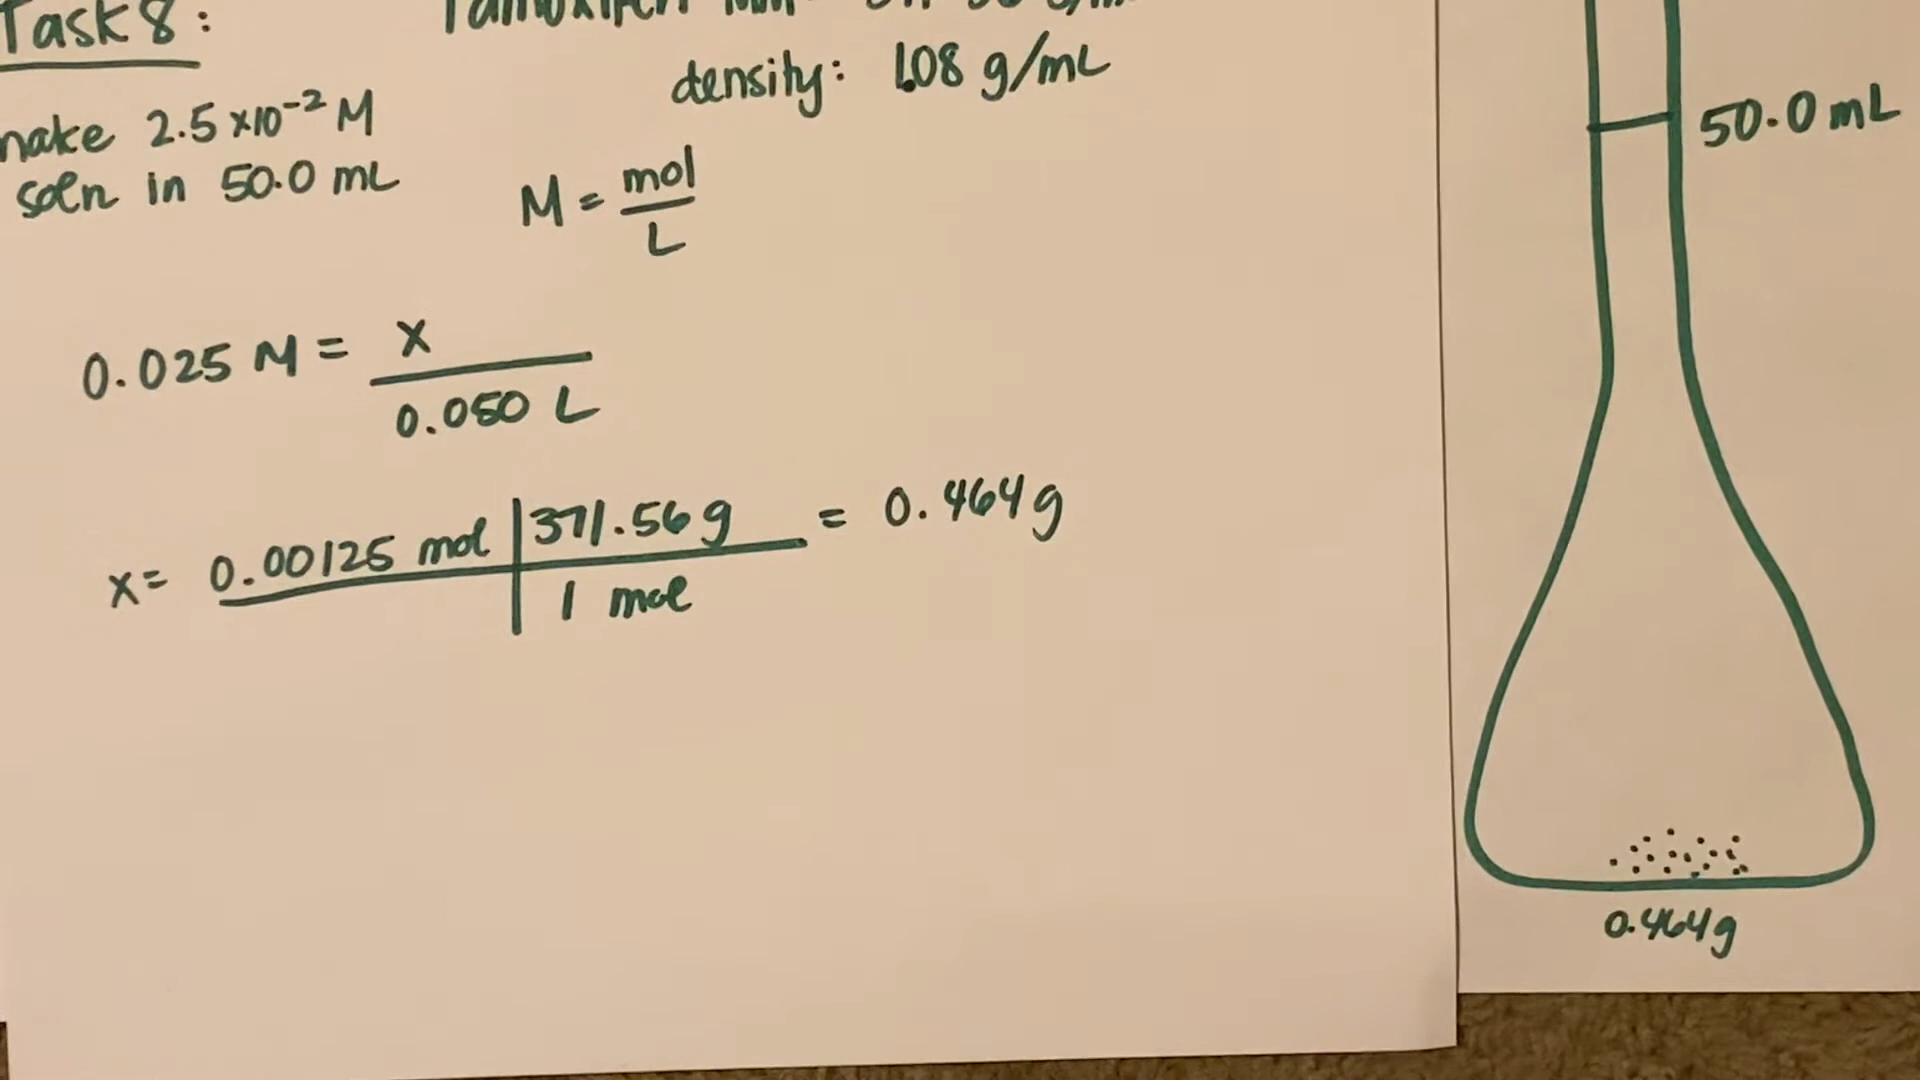 Task 8:
make 2.5 x10⁻² M
soln in 50.0 mL
Tamoxifen
density: 1.08 g/mL
M = mol
L
0.025 M = x
0.050 L
x = 0.00125 mol | 371.56 g = 0.464 g
1 mol
50.0 mL
0.464 g